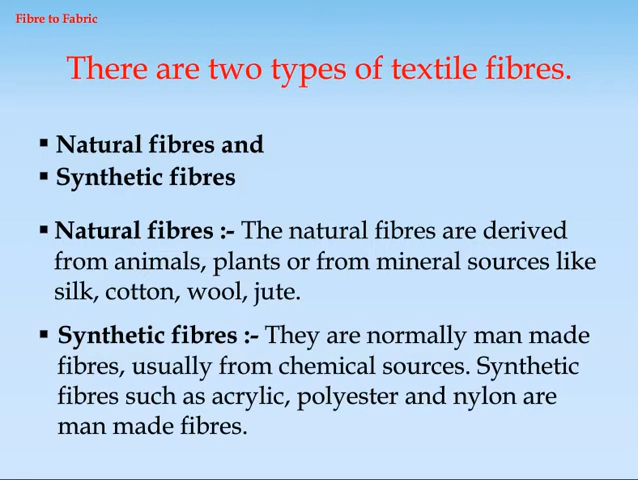 Fibre to Fabric
There are two types of textile fibres.
▪ Natural fibres and
▪ Synthetic fibres
▪ Natural fibres :- The natural fibres are derived
from animals, plants or from mineral sources like
silk, cotton, wool, jute.
▪ Synthetic fibres :- They are normally man made
fibres, usually from chemical sources. Synthetic
fibres such as acrylic, polyester and nylon are
man made fibres.